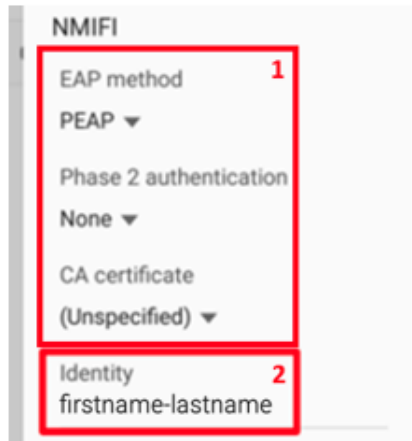 NMIFI
EAP method 1
PEAP
Phase 2 authentication
None
CA certificate
(Unspecified)
Identity 2
firstname-lastname